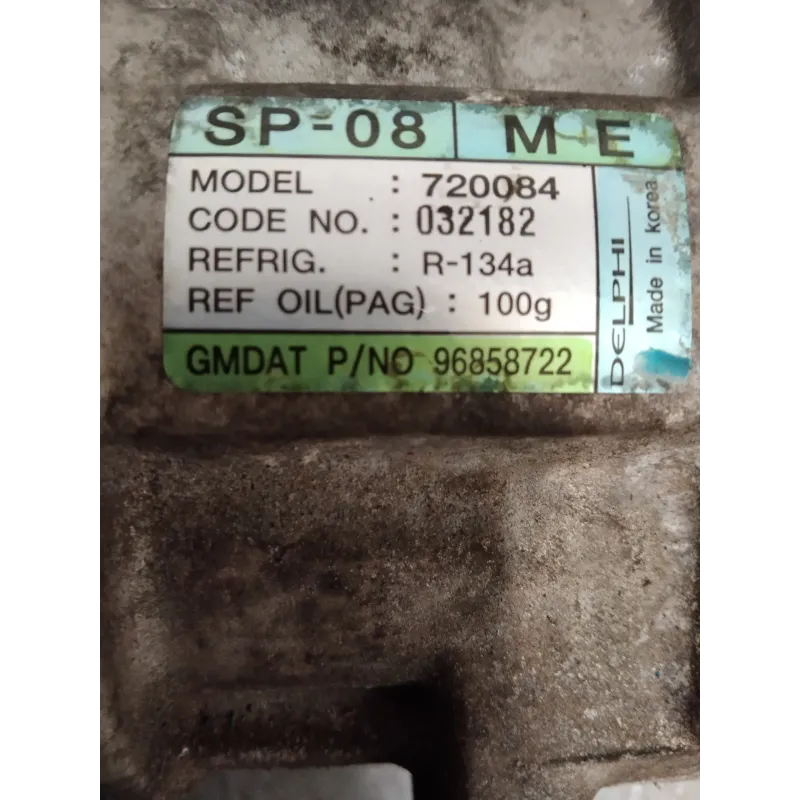 SP-08 M E
MODEL : 720084
CODE NO. : 032182
REFRIG. : R-134a
REF OIL(PAG) : 100g
GMDAT P/NO 96858722
DELPHI
Made in korea